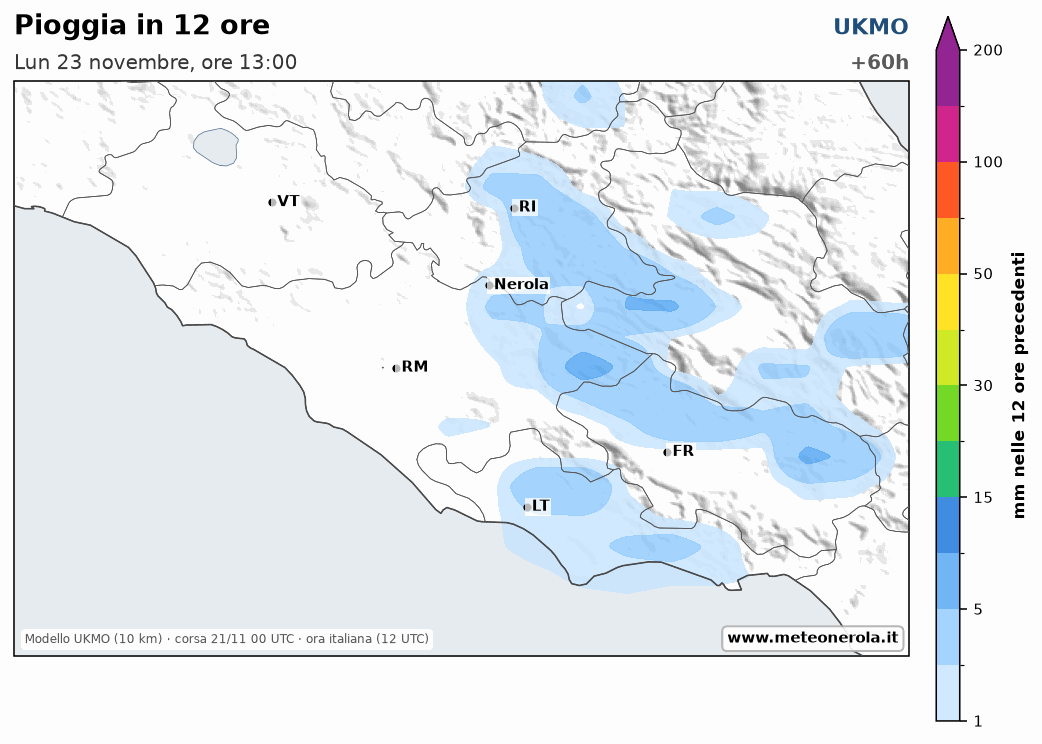 Pioggia in 12 ore
UKMO
Lun 23 novembre, ore 13:00
+60h
200
100
50
30
15
5
1
mm nelle 12 ore precedenti
VT
RI
Nerola
RM
FR
LT
Modello UKMO (10 km) · corsa 21/11 00 UTC · ora italiana (12 UTC)
www.meteonerola.it